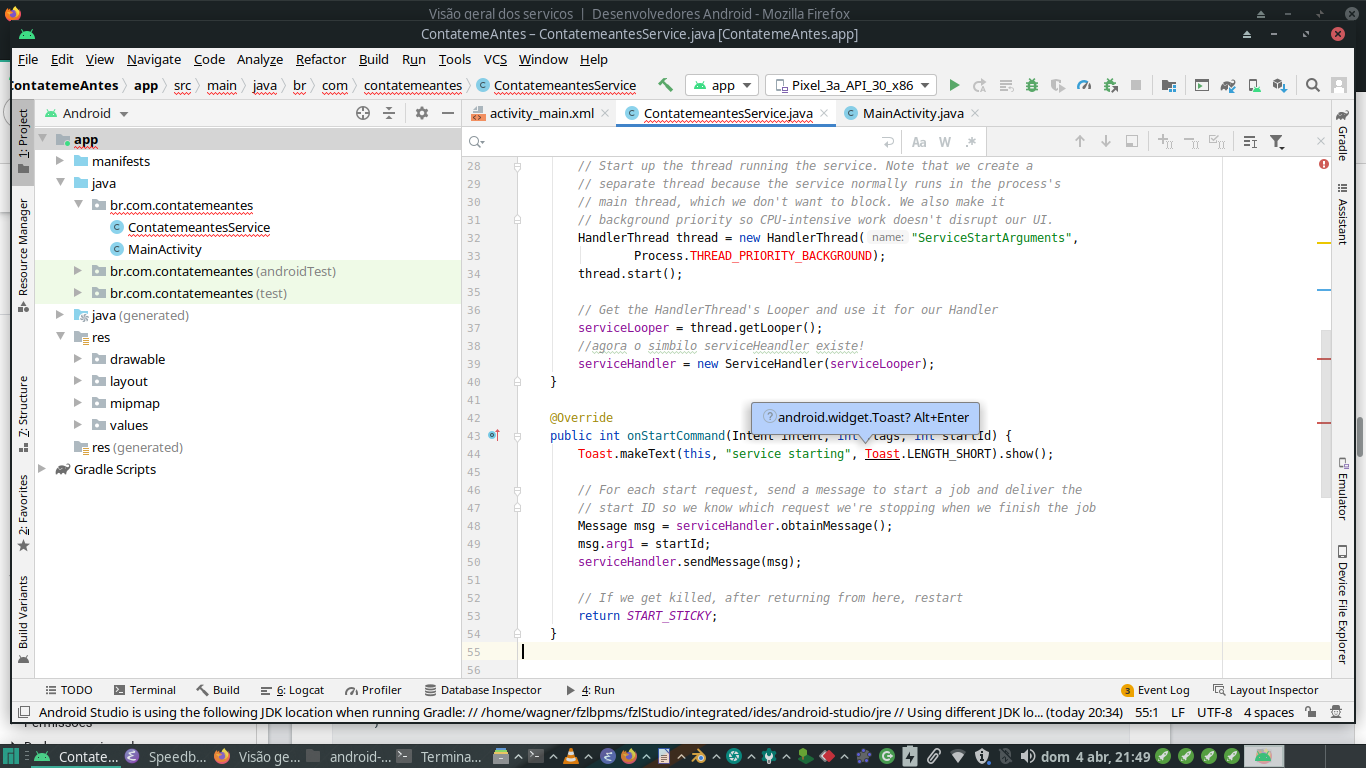 Visão geral dos servicos | Desenvolvedores Android - Mozilla Firefox
ContatemeAntes – ContatemeantesService.java [ContatemeAntes.app]
File Edit View Navigate Code Analyze Refactor Build Run Tools VCS Window Help
ContatemeAntes app src main java br com contatemeantes ContatemeantesService app Pixel_3a_API_30_x86
Android
activity_main.xml ContatemeantesService.java MainActivity.java
Aa W .*
1: Project
Resource Manager
7: Structure
2: Favorites
Build Variants
app
manifests
java
br.com.contatemeantes
ContatemeantesService
MainActivity
br.com.contatemeantes (androidTest)
br.com.contatemeantes (test)
java (generated)
res
drawable
layout
mipmap
values
res (generated)
Gradle Scripts
28 // Start up the thread running the service. Note that we create a
29 // separate thread because the service normally runs in the process's
30 // main thread, which we don't want to block. We also make it
31 // background priority so CPU-intensive work doesn't disrupt our UI.
32 HandlerThread thread = new HandlerThread( name: "ServiceStartArguments",
33 Process.THREAD_PRIORITY_BACKGROUND);
34 thread.start();
35
36 // Get the HandlerThread's Looper and use it for our Handler
37 serviceLooper = thread.getLooper();
38 //agora o simbilo serviceHeandler existe!
39 serviceHandler = new ServiceHandler(serviceLooper);
40 }
41
android.widget.Toast? Alt+Enter
42 @Override
43 public int onStartCommand(Intent intent, int flags, int startId) {
44 Toast.makeText(this, "service starting", Toast.LENGTH_SHORT).show();
45
46 // For each start request, send a message to start a job and deliver the
47 // start ID so we know which request we're stopping when we finish the job
48 Message msg = serviceHandler.obtainMessage();
49 msg.arg1 = startId;
50 serviceHandler.sendMessage(msg);
51
52 // If we get killed, after returning from here, restart
53 return START_STICKY;
54 }
55
56
Gradle
Assistant
Emulator
Device File Explorer
TODO Terminal Build 6: Logcat Profiler Database Inspector 4: Run 3 Event Log Layout Inspector
Android Studio is using the following JDK location when running Gradle: // /home/wagner/fzlbpms/fzlStudio/integrated/ides/android-studio/jre // Using different JDK lo... (today 20:34) 55:1 LF UTF-8 4 spaces
Contate... Speedb... Visão ge... android-... Termina... dom 4 abr, 21:49